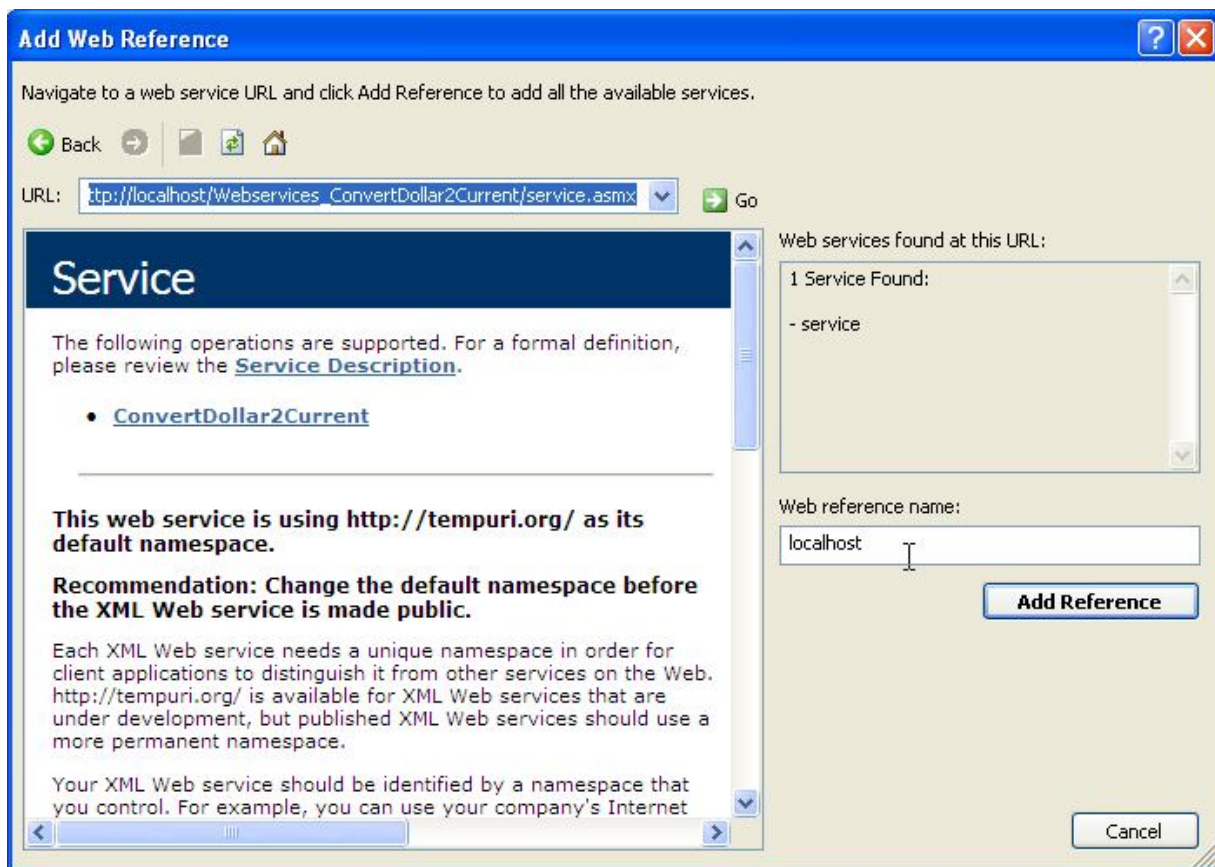 Add Web Reference
Navigate to a web service URL and click Add Reference to add all the available services.
Back
URL: ttp://localhost/Webservices_ConvertDollar2Current/service.asmx Go
Service
The following operations are supported. For a formal definition,
please review the Service Description.
• ConvertDollar2Current
This web service is using http://tempuri.org/ as its
default namespace.
Recommendation: Change the default namespace before
the XML Web service is made public.
Each XML Web service needs a unique namespace in order for
client applications to distinguish it from other services on the Web.
http://tempuri.org/ is available for XML Web services that are
under development, but published XML Web services should use a
more permanent namespace.
Your XML Web service should be identified by a namespace that
you control. For example, you can use your company's Internet
Web services found at this URL:
1 Service Found:
- service
Web reference name:
localhost
Add Reference
Cancel